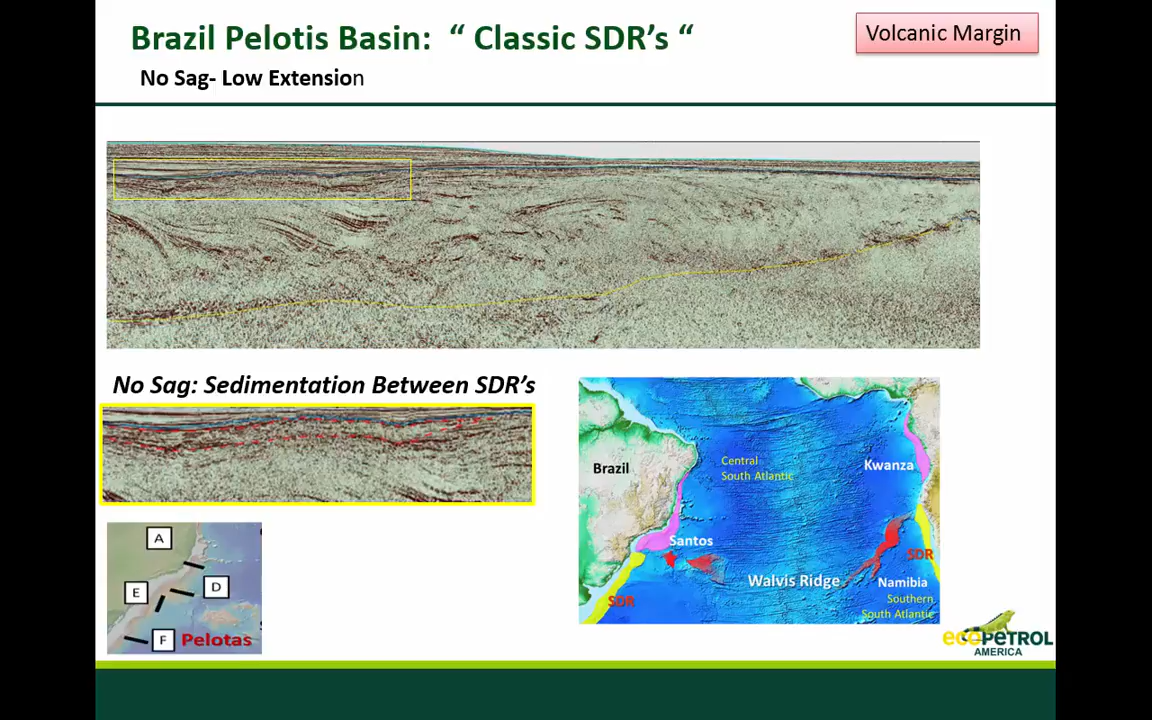 Brazil Pelotis Basin: “ Classic SDR’s “
Volcanic Margin
No Sag- Low Extension
No Sag: Sedimentation Between SDR’s
A
E
D
F
Pelotas
Brazil
Central
South Atlantic
Kwanza
Santos
SDR
Walvis Ridge
Namibia
SDR
Southern
South Atlantic
ecoPETROL
AMERICA